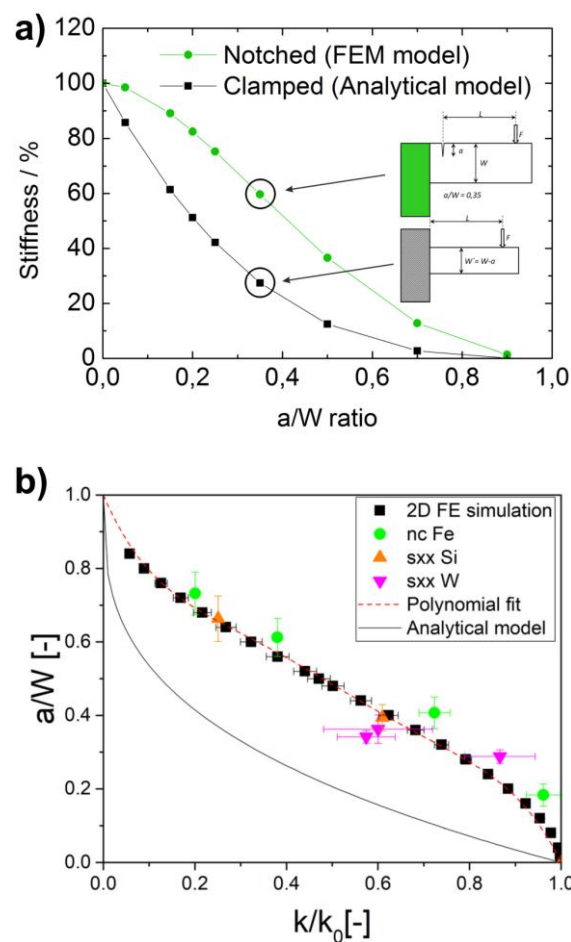 a)
120
100
80
60
40
20
0
Stiffness / %
Notched (FEM model)
Clamped (Analytical model)
L
F
a
W
a/W = 0,35
L
F
W´= W-a
0,0
0,2
0,4
0,6
0,8
1,0
a/W ratio
b)
1.0
0.8
0.6
0.4
0.2
0.0
a/W [-]
2D FE simulation
nc Fe
sxx Si
sxx W
Polynomial fit
Analytical model
0.0
0.2
0.4
0.6
0.8
1.0
k/k₀[-]